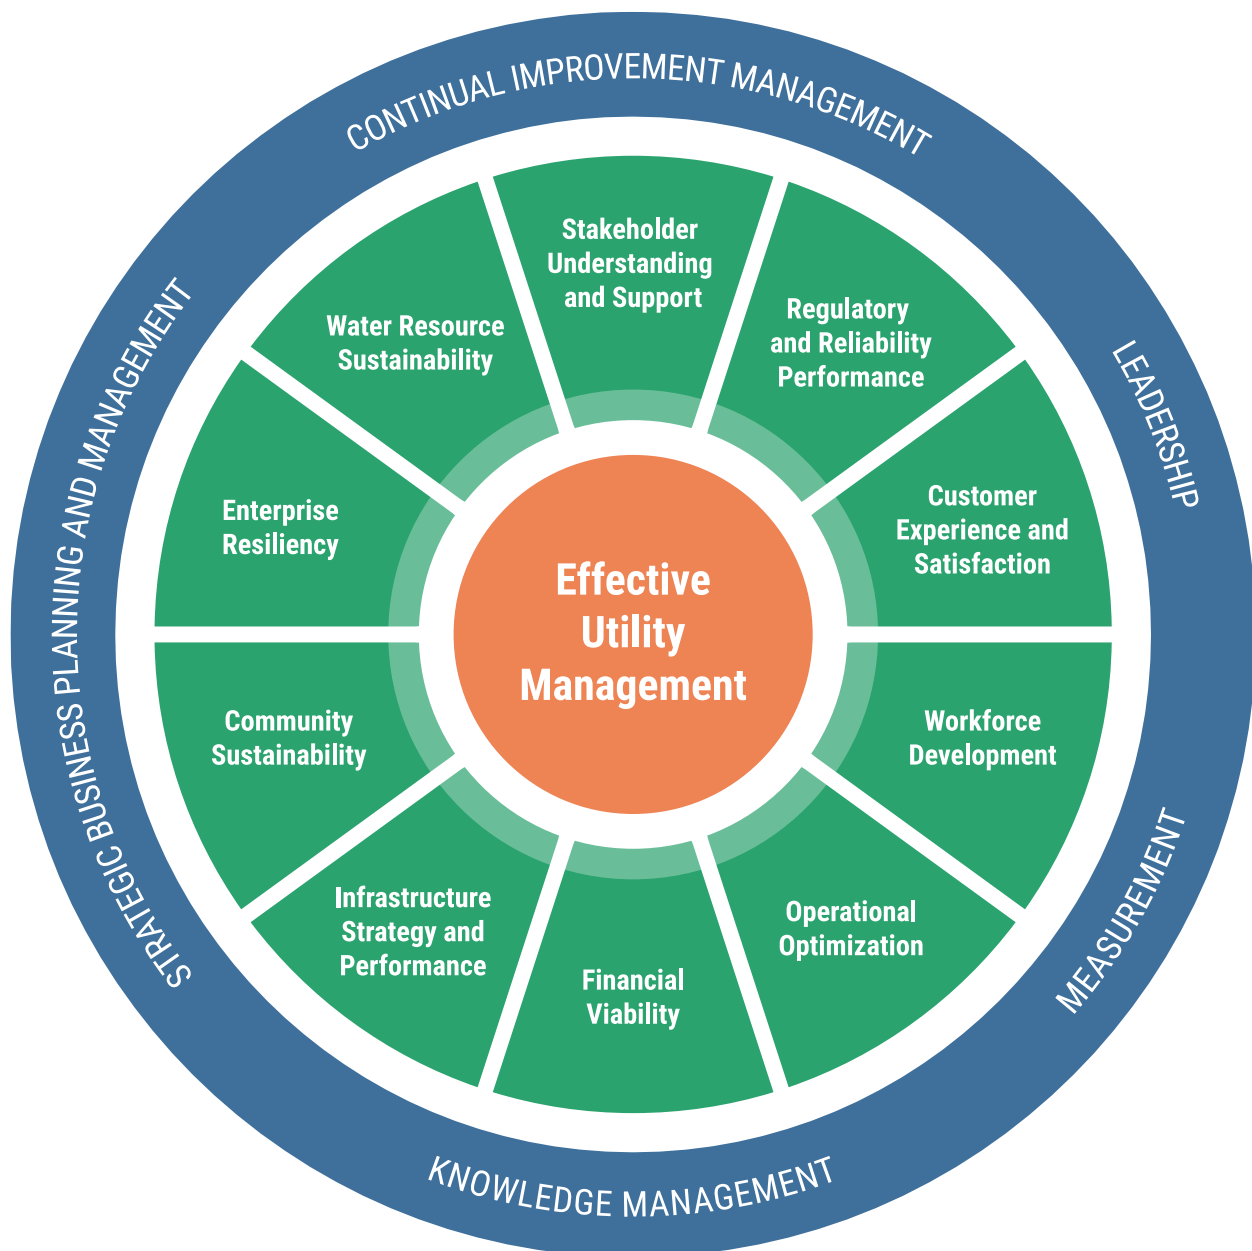 CONTINUAL IMPROVEMENT MANAGEMENT
LEADERSHIP
MEASUREMENT
KNOWLEDGE MANAGEMENT
STRATEGIC BUSINESS PLANNING AND MANAGEMENT
Stakeholder
Understanding
and Support
Regulatory
and Reliability
Performance
Customer
Experience and
Satisfaction
Workforce
Development
Operational
Optimization
Financial
Viability
Infrastructure
Strategy and
Performance
Community
Sustainability
Enterprise
Resiliency
Water Resource
Sustainability
Effective
Utility
Management